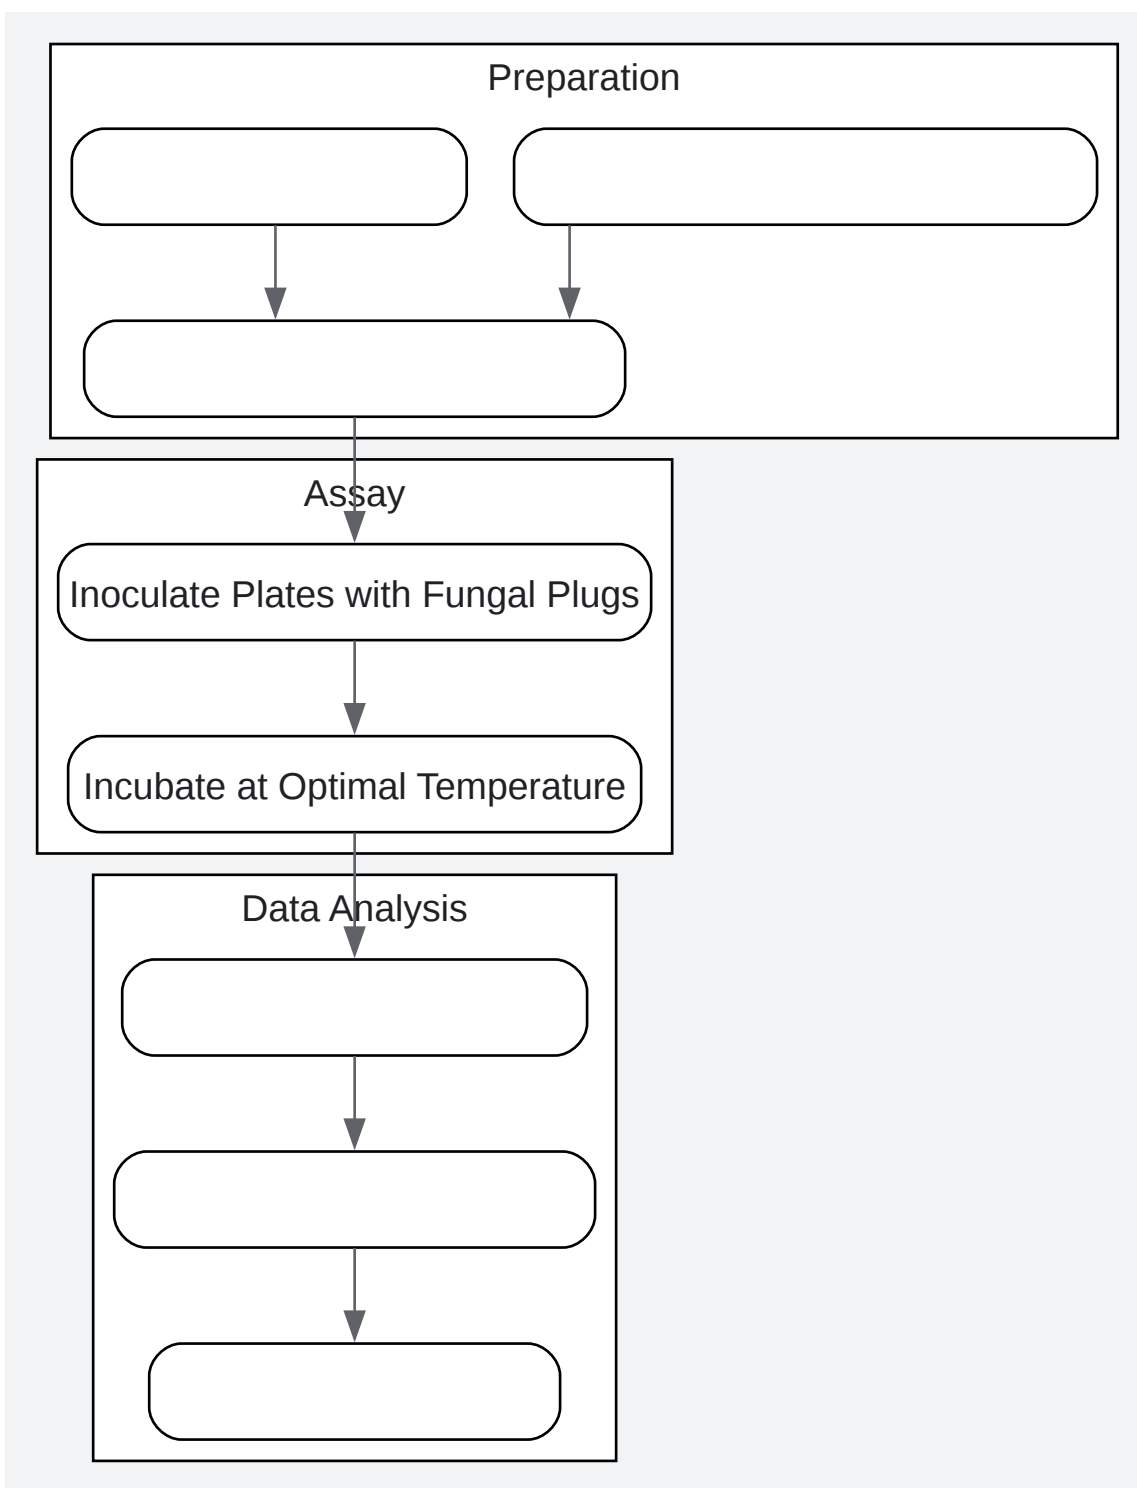 Preparation
Assay
Inoculate Plates with Fungal Plugs
Incubate at Optimal Temperature
Data Analysis